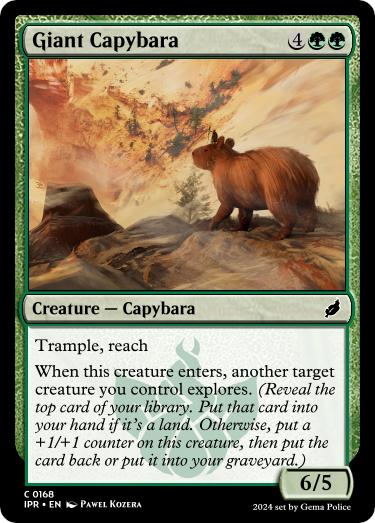 Giant Capybara 4
Creature — Capybara
Trample, reach
When this creature enters, another target
creature you control explores. (Reveal the
top card of your library. Put that card into
your hand if it's a land. Otherwise, put a
+1/+1 counter on this creature, then put the
card back or put it into your graveyard.)
6/5
C 0168
IPR • EN Pawel Kozera
2024 set by Gema Police